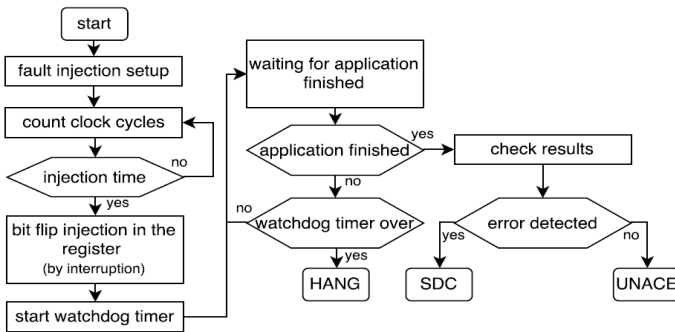 start
fault injection setup
count clock cycles
no
injection time
yes
bit flip injection in the
register
(by interruption)
start watchdog timer
waiting for application
finished
application finished
yes
no
watchdog timer over
no
yes
HANG
check results
error detected
yes
no
SDC
UNACE